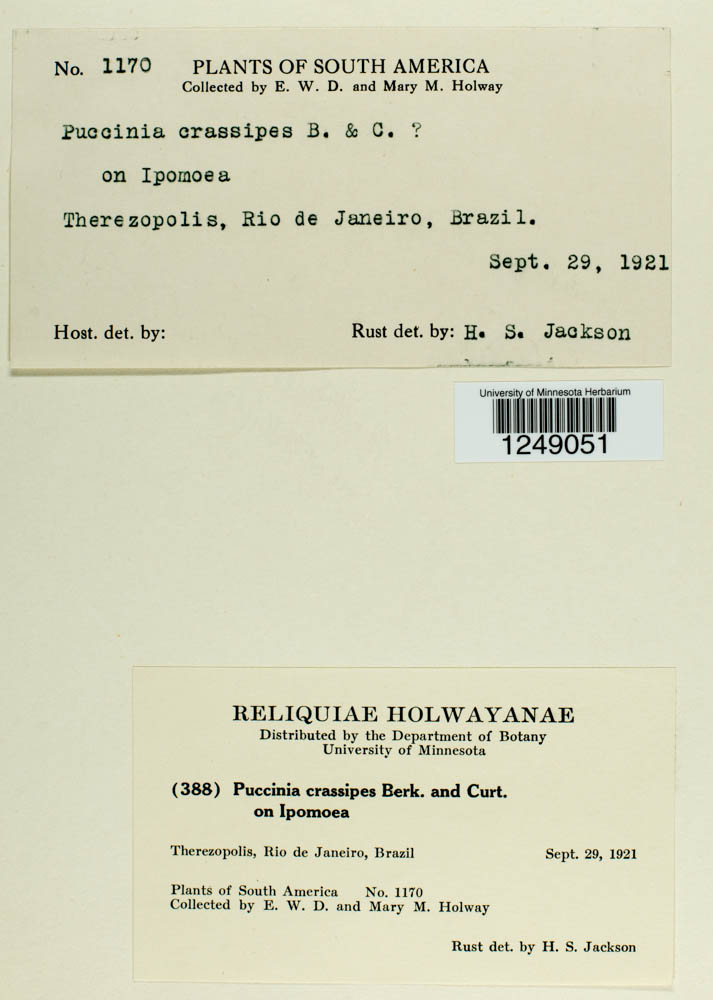 No. 1170 PLANTS OF SOUTH AMERICA
Collected by E. W. D. and Mary M. Holway
Puccinia crassipes B. & C. ?
on Ipomoea
Therezopolis, Rio de Janeiro, Brazil.
Sept. 29, 1921
Host. det. by: Rust det. by: H. S. Jackson
University of Minnesota Herbarium
1249051
RELIQUIAE HOLWAYANAE
Distributed by the Department of Botany
University of Minnesota
(388) Puccinia crassipes Berk. and Curt.
on Ipomoea
Therezopolis, Rio de Janeiro, Brazil Sept. 29, 1921
Plants of South America No. 1170
Collected by E. W. D. and Mary M. Holway
Rust det. by H. S. Jackson